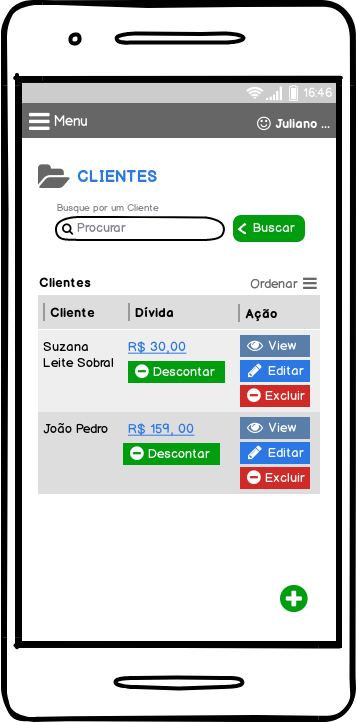 16:46
Menu
Juliano ...
CLIENTES
Busque por um Cliente
Procurar
Buscar
Clientes
Ordenar
Cliente Dívida Ação
Suzana
Leite Sobral
R$ 30,00
Descontar
View
Editar
Excluir
João Pedro
R$ 159, 00
Descontar
View
Editar
Excluir